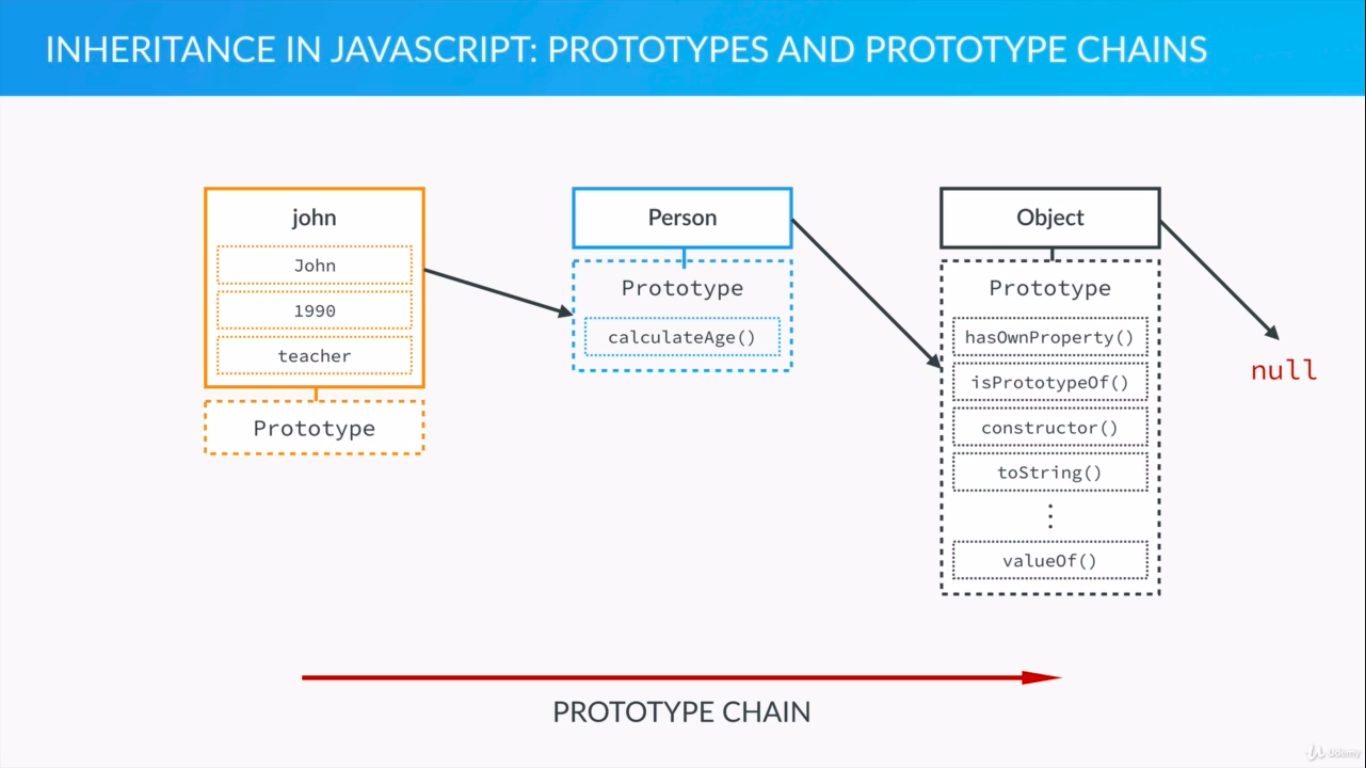 INHERITANCE IN JAVASCRIPT: PROTOTYPES AND PROTOTYPE CHAINS
john
John
1990
teacher
Prototype
Person
Prototype
calculateAge()
Object
Prototype
hasOwnProperty()
isPrototypeOf()
constructor()
toString()
⋮
valueOf()
null
PROTOTYPE CHAIN
Udemy